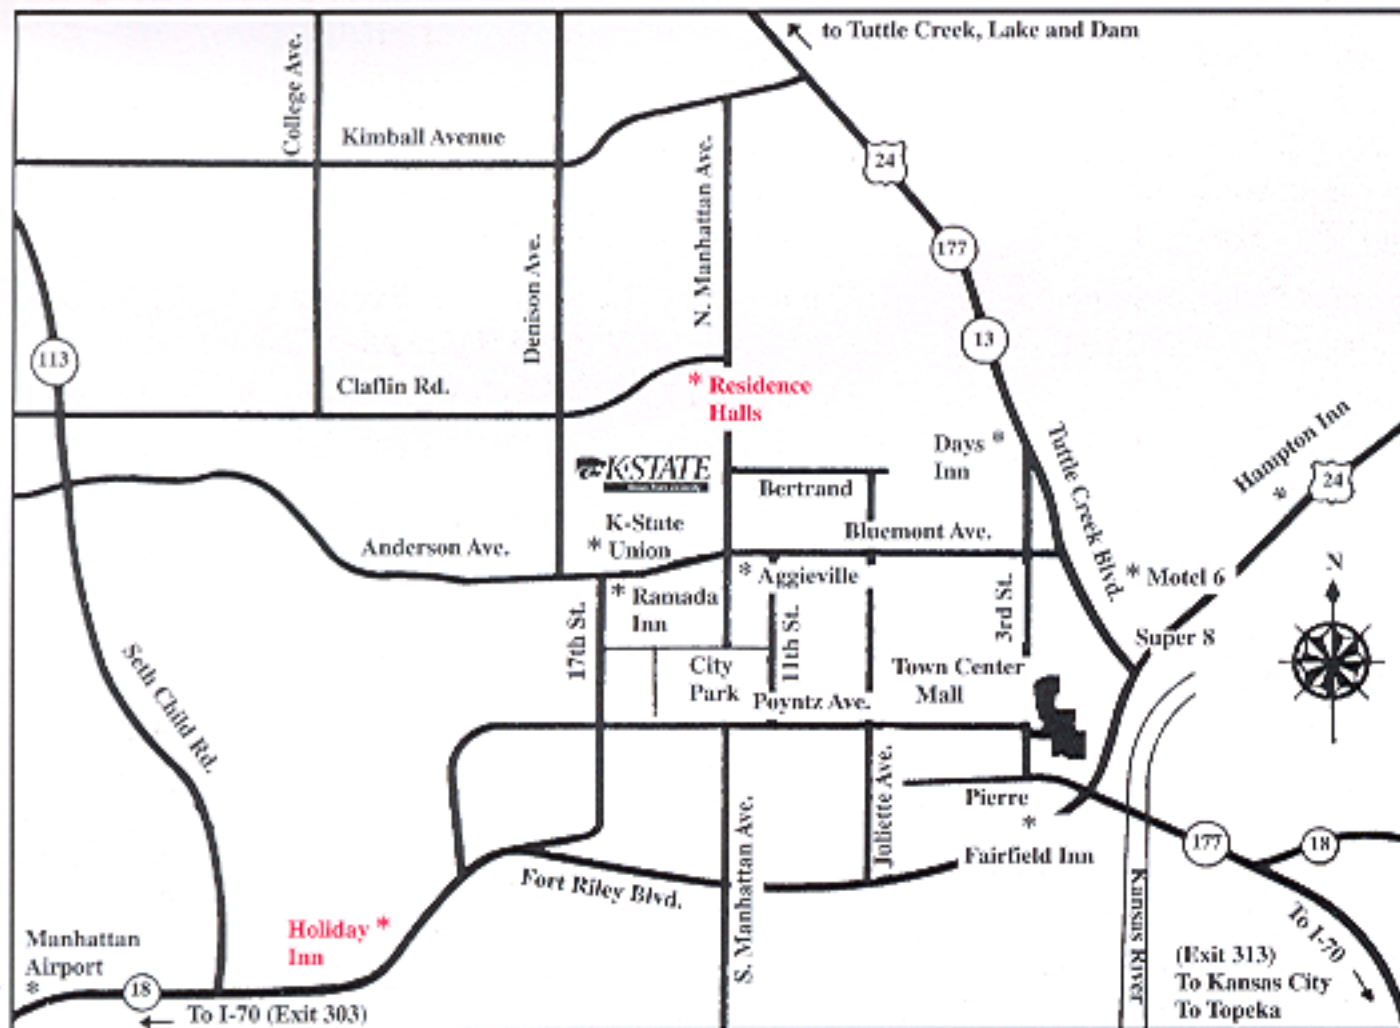 to Tuttle Creek, Lake and Dam
College Ave.
Kimball Avenue
24
N. Manhattan Ave.
177
Denison Ave.
13
113
Claflin Rd.
* Residence
Halls
Hampton Inn
*
24
Days *
Inn
Tuttle Creek Blvd.
K-STATE
Bertrand
K-State
* Union
Bluemont Ave.
Anderson Ave.
N
* Aggieville
* Motel 6
* Ramada
Inn
3rd St.
17th St.
11th St.
Super 8
City
Park
Town Center
Mall
Poyntz Ave.
Seth Child Rd.
Juliette Ave.
Pierre
*
Fairfield Inn
177
18
S. Manhattan Ave.
Fort Riley Blvd.
Kansas River
To I-70
Holiday *
Inn
Manhattan
Airport
*
18
To I-70 (Exit 303)
(Exit 313)
To Kansas City
To Topeka